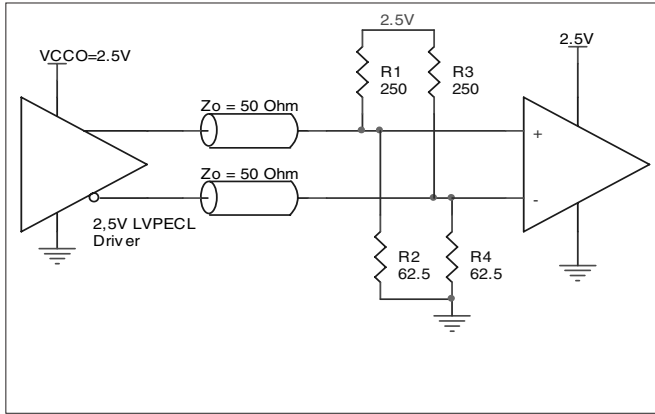 2.5V
VCCO=2.5V
2.5V
R1
250
R3
250
Zo = 50 Ohm
+
Zo = 50 Ohm
-
2,5V LVPECL
Driver
R2
62.5
R4
62.5